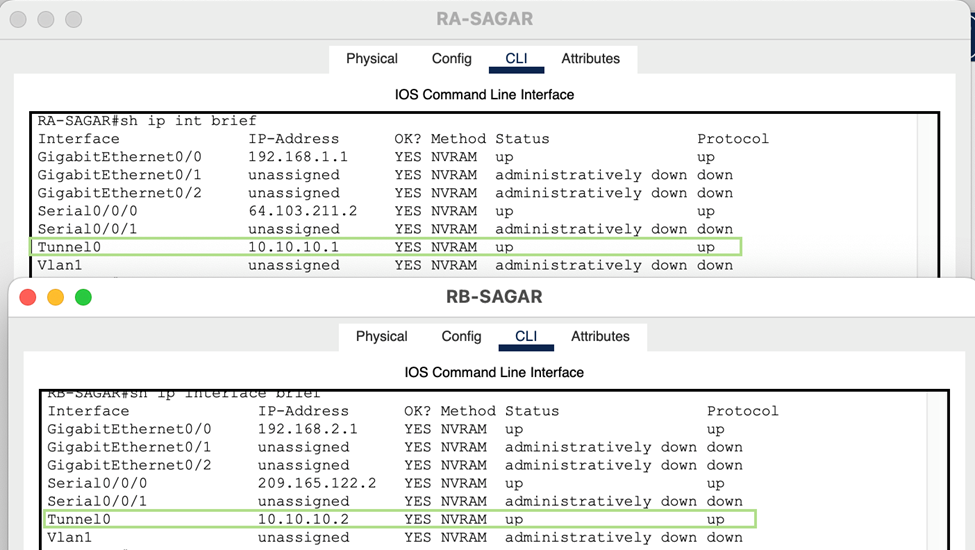 RA-SAGAR
Physical Config CLI Attributes
IOS Command Line Interface
RA-SAGAR#sh ip int brief
Interface IP-Address OK? Method Status Protocol
GigabitEthernet0/0 192.168.1.1 YES NVRAM up up
GigabitEthernet0/1 unassigned YES NVRAM administratively down down
GigabitEthernet0/2 unassigned YES NVRAM administratively down down
Serial0/0/0 64.103.211.2 YES NVRAM up up
Serial0/0/1 unassigned YES NVRAM administratively down down
Tunnel0 10.10.10.1 YES NVRAM up up
Vlan1 unassigned YES NVRAM administratively down down
RB-SAGAR
Physical Config CLI Attributes
IOS Command Line Interface
RB-SAGAR#sh ip interface brief
Interface IP-Address OK? Method Status Protocol
GigabitEthernet0/0 192.168.2.1 YES NVRAM up up
GigabitEthernet0/1 unassigned YES NVRAM administratively down down
GigabitEthernet0/2 unassigned YES NVRAM administratively down down
Serial0/0/0 209.165.122.2 YES NVRAM up up
Serial0/0/1 unassigned YES NVRAM administratively down down
Tunnel0 10.10.10.2 YES NVRAM up up
Vlan1 unassigned YES NVRAM administratively down down